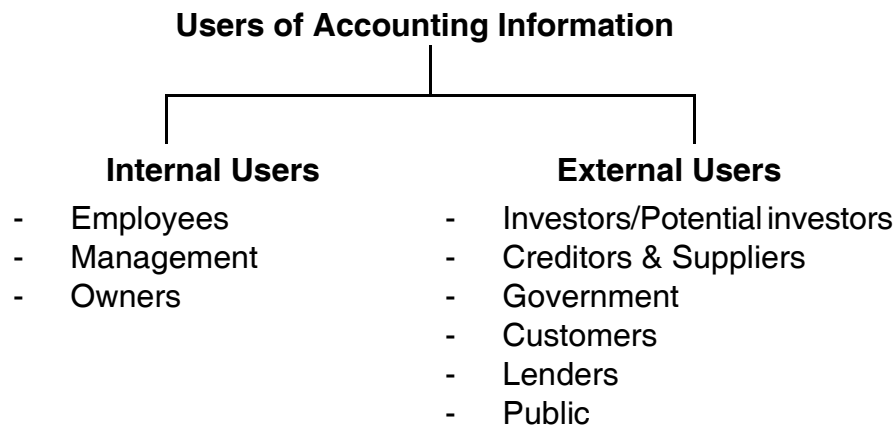 Users of Accounting Information
Internal Users
- Employees
- Management
- Owners
External Users
- Investors/Potential investors
- Creditors & Suppliers
- Government
- Customers
- Lenders
- Public